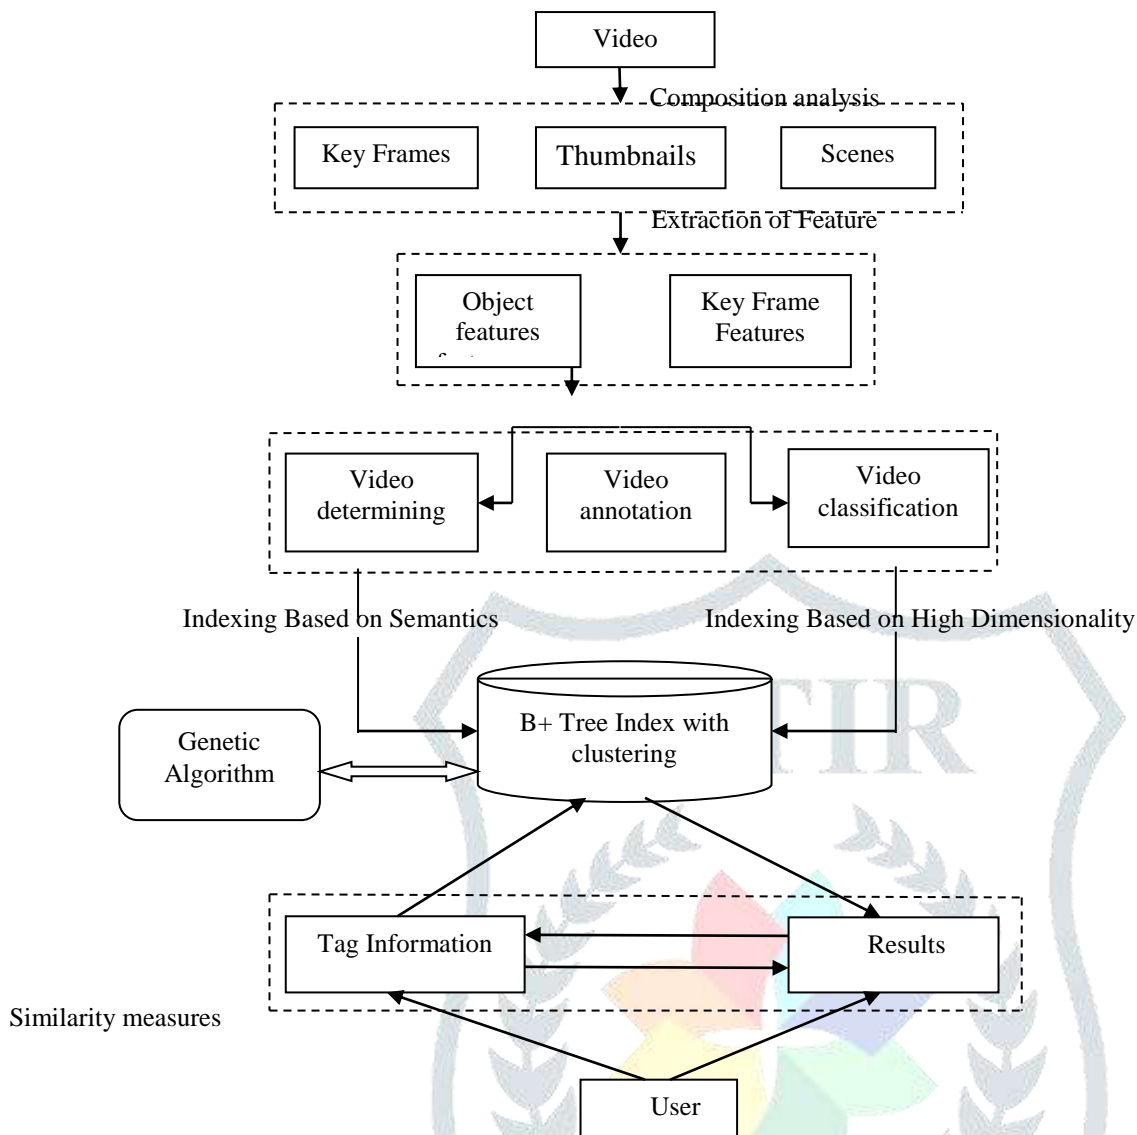 Video
Composition analysis
Key Frames
Thumbnails
Scenes
Extraction of Feature
Object
features
Key Frame
Features
Video
determining
Video
annotation
Video
classification
Indexing Based on Semantics
Indexing Based on High Dimensionality
TIR
B+ Tree Index with
clustering
Genetic
Algorithm
Tag Information
Results
Similarity measures
User